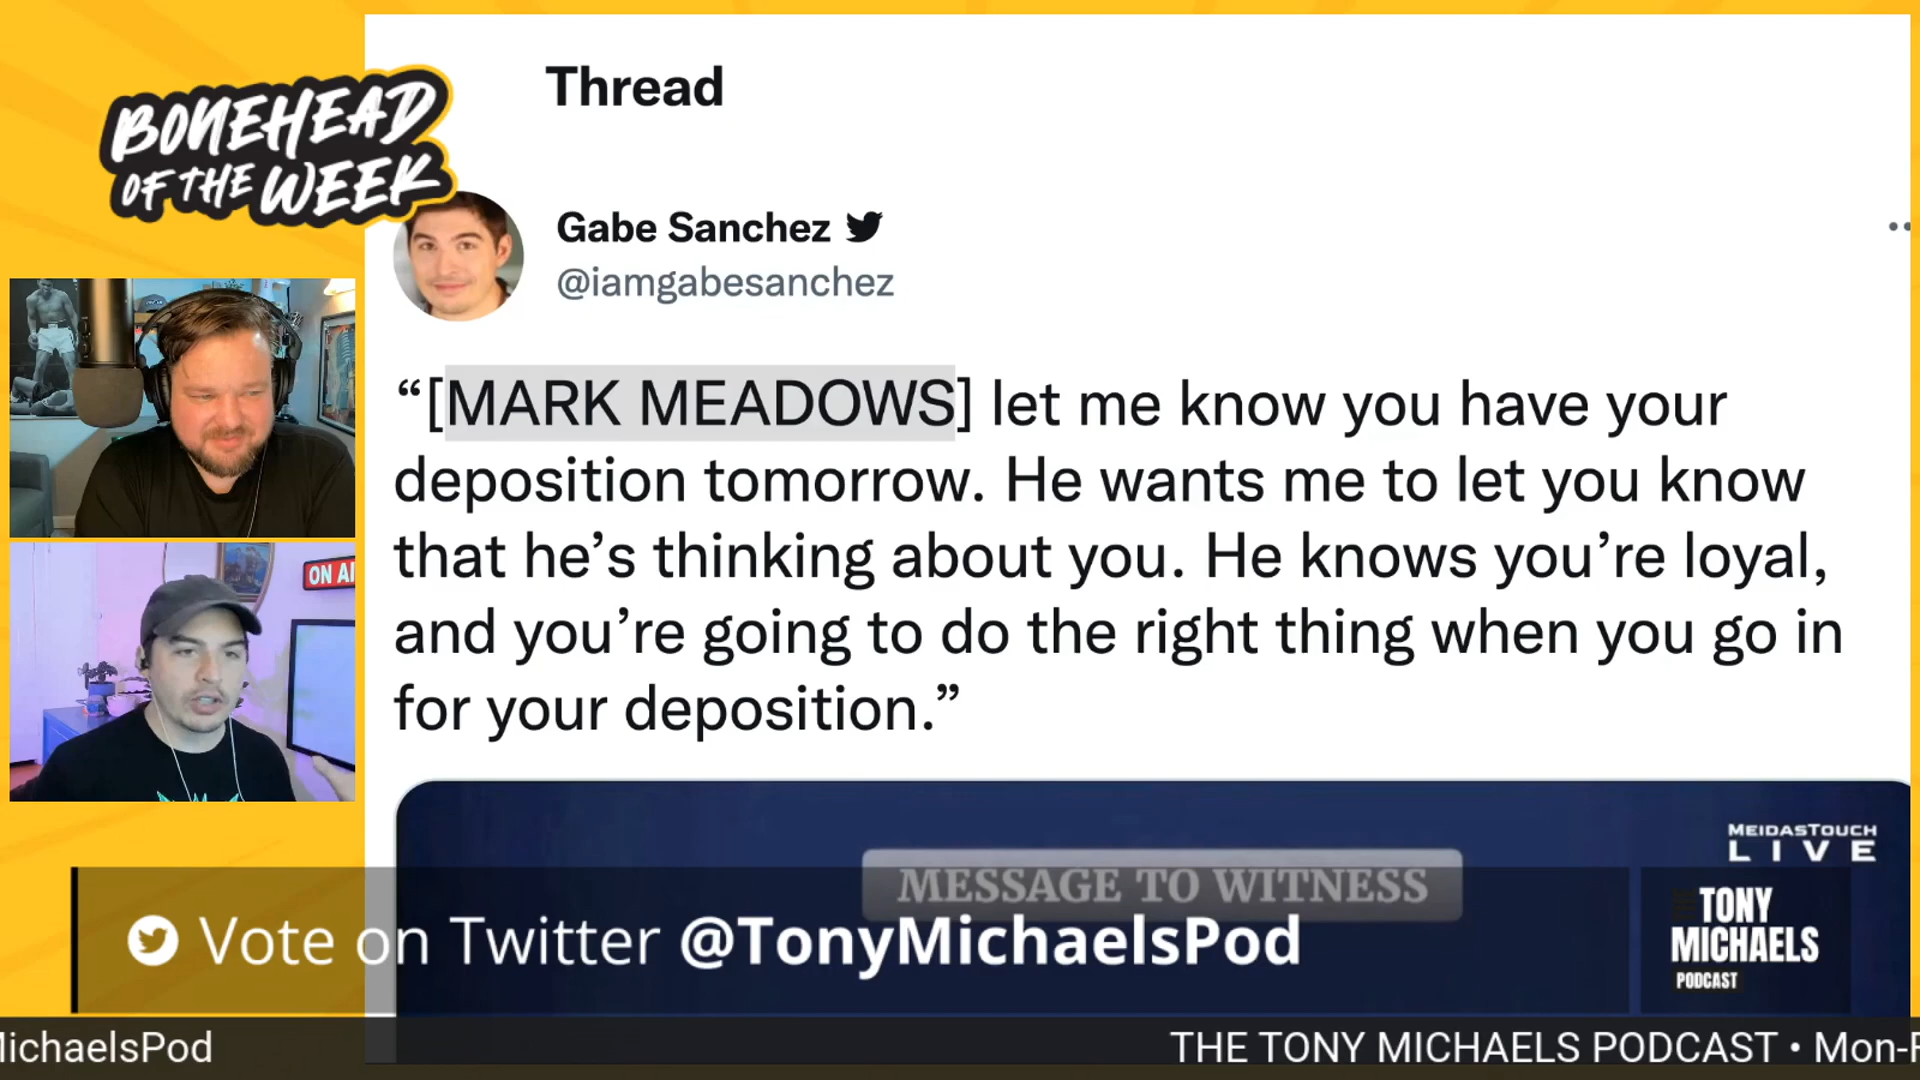 BONEHEAD
OF THE WEEK
Thread
Gabe Sanchez
@iamgabesanchez
“[MARK MEADOWS] let me know you have your
deposition tomorrow. He wants me to let you know
that he’s thinking about you. He knows you’re loyal,
and you’re going to do the right thing when you go in
for your deposition.”
ON AI
MEIDASTOUCH
LIVE
MESSAGE TO WITNESS
Vote on Twitter @TonyMichaelsPod
TONY
MICHAELS
PODCAST
MichaelsPod
THE TONY MICHAELS PODCAST • Mon-F